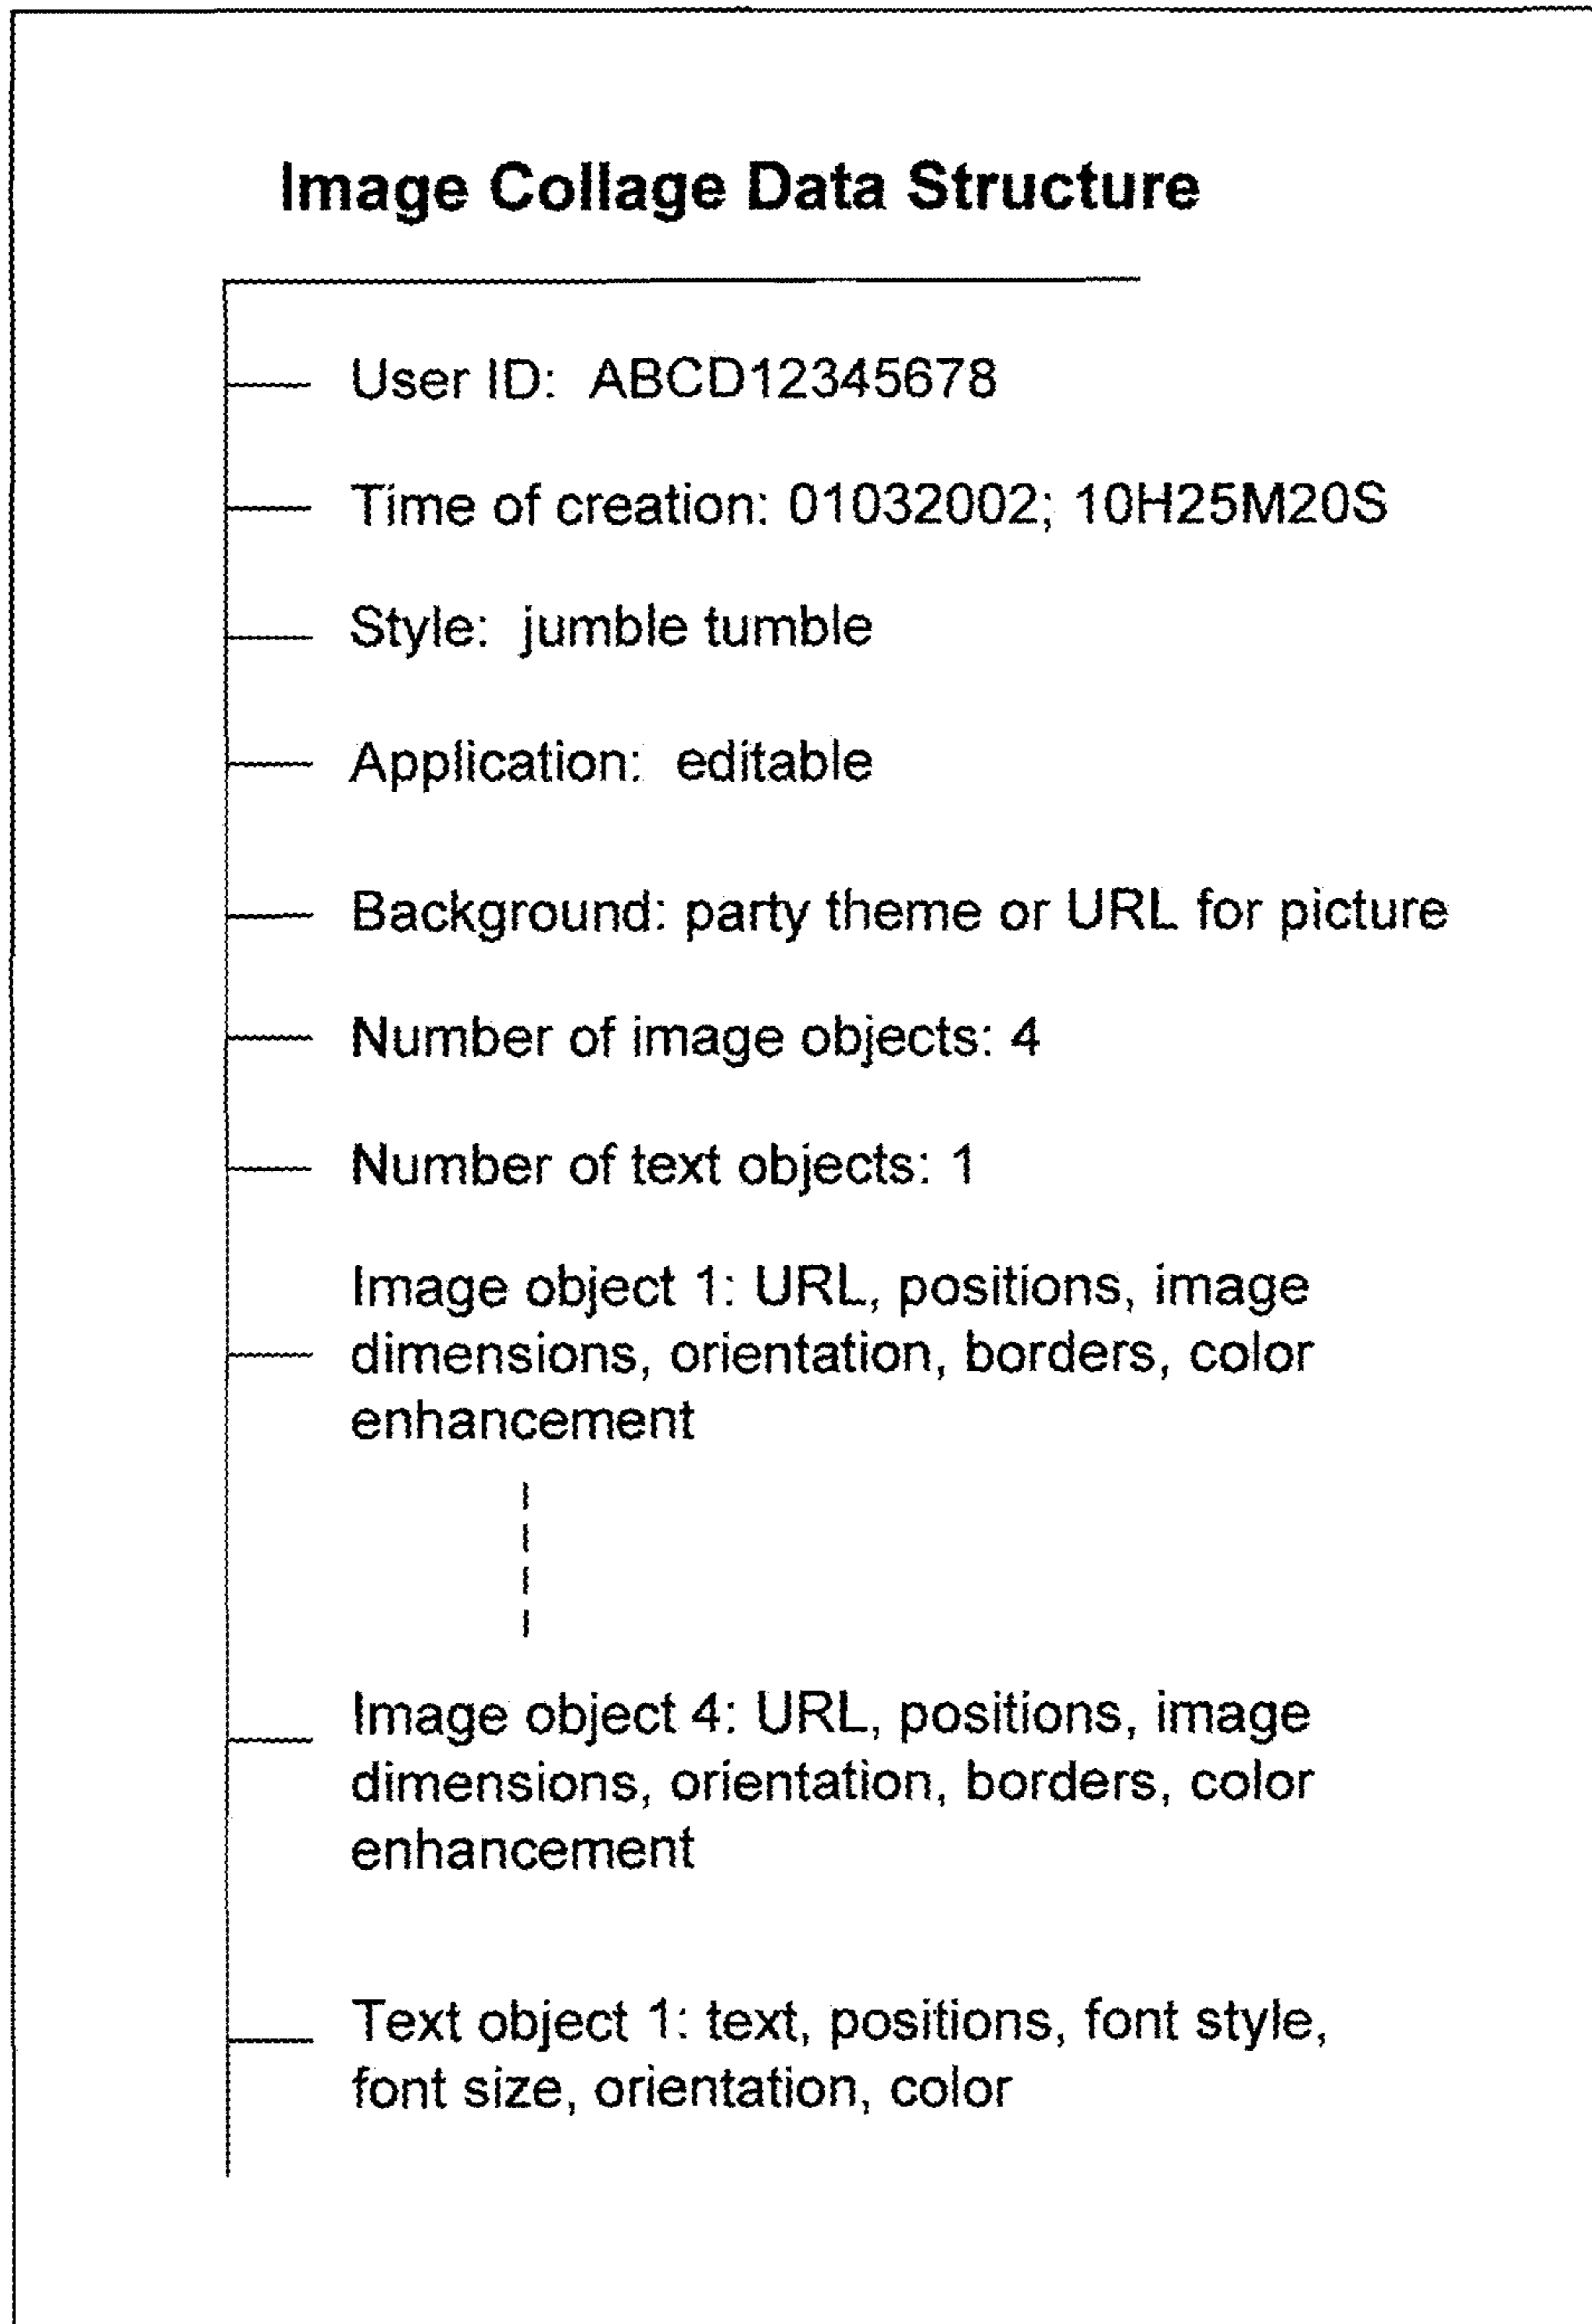 Image Collage Data Structure
User ID: ABCD12345678
Time of creation: 01032002; 10H25M20S
Style: jumble tumble
Application: editable
Background: party theme or URL for picture
Number of image objects: 4
Number of text objects: 1
Image object 1: URL, positions, image
dimensions, orientation, borders, color
enhancement
Image object 4: URL, positions, image
dimensions, orientation, borders, color
enhancement
Text object 1: text, positions, font style,
font size, orientation, color